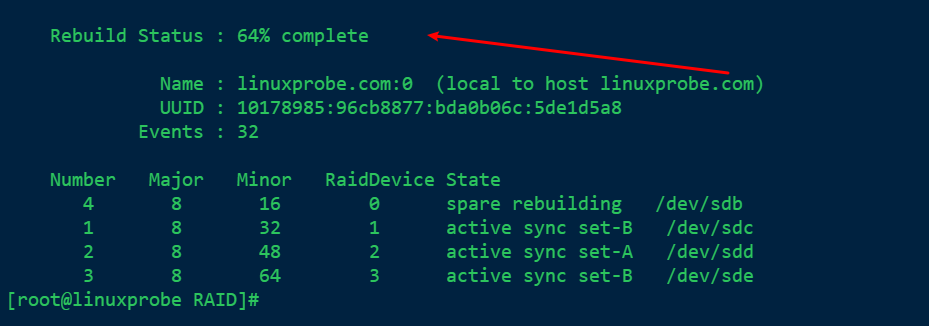 Rebuild Status : 64% complete
Name : linuxprobe.com:0  (local to host linuxprobe.com)
UUID : 10178985:96cb8877:bda0b06c:5de1d5a8
Events : 32
Number   Major   Minor   RaidDevice State
4       8       16        0      spare rebuilding   /dev/sdb
1       8       32        1      active sync set-B   /dev/sdc
2       8       48        2      active sync set-A   /dev/sdd
3       8       64        3      active sync set-B   /dev/sde
[root@linuxprobe RAID]#